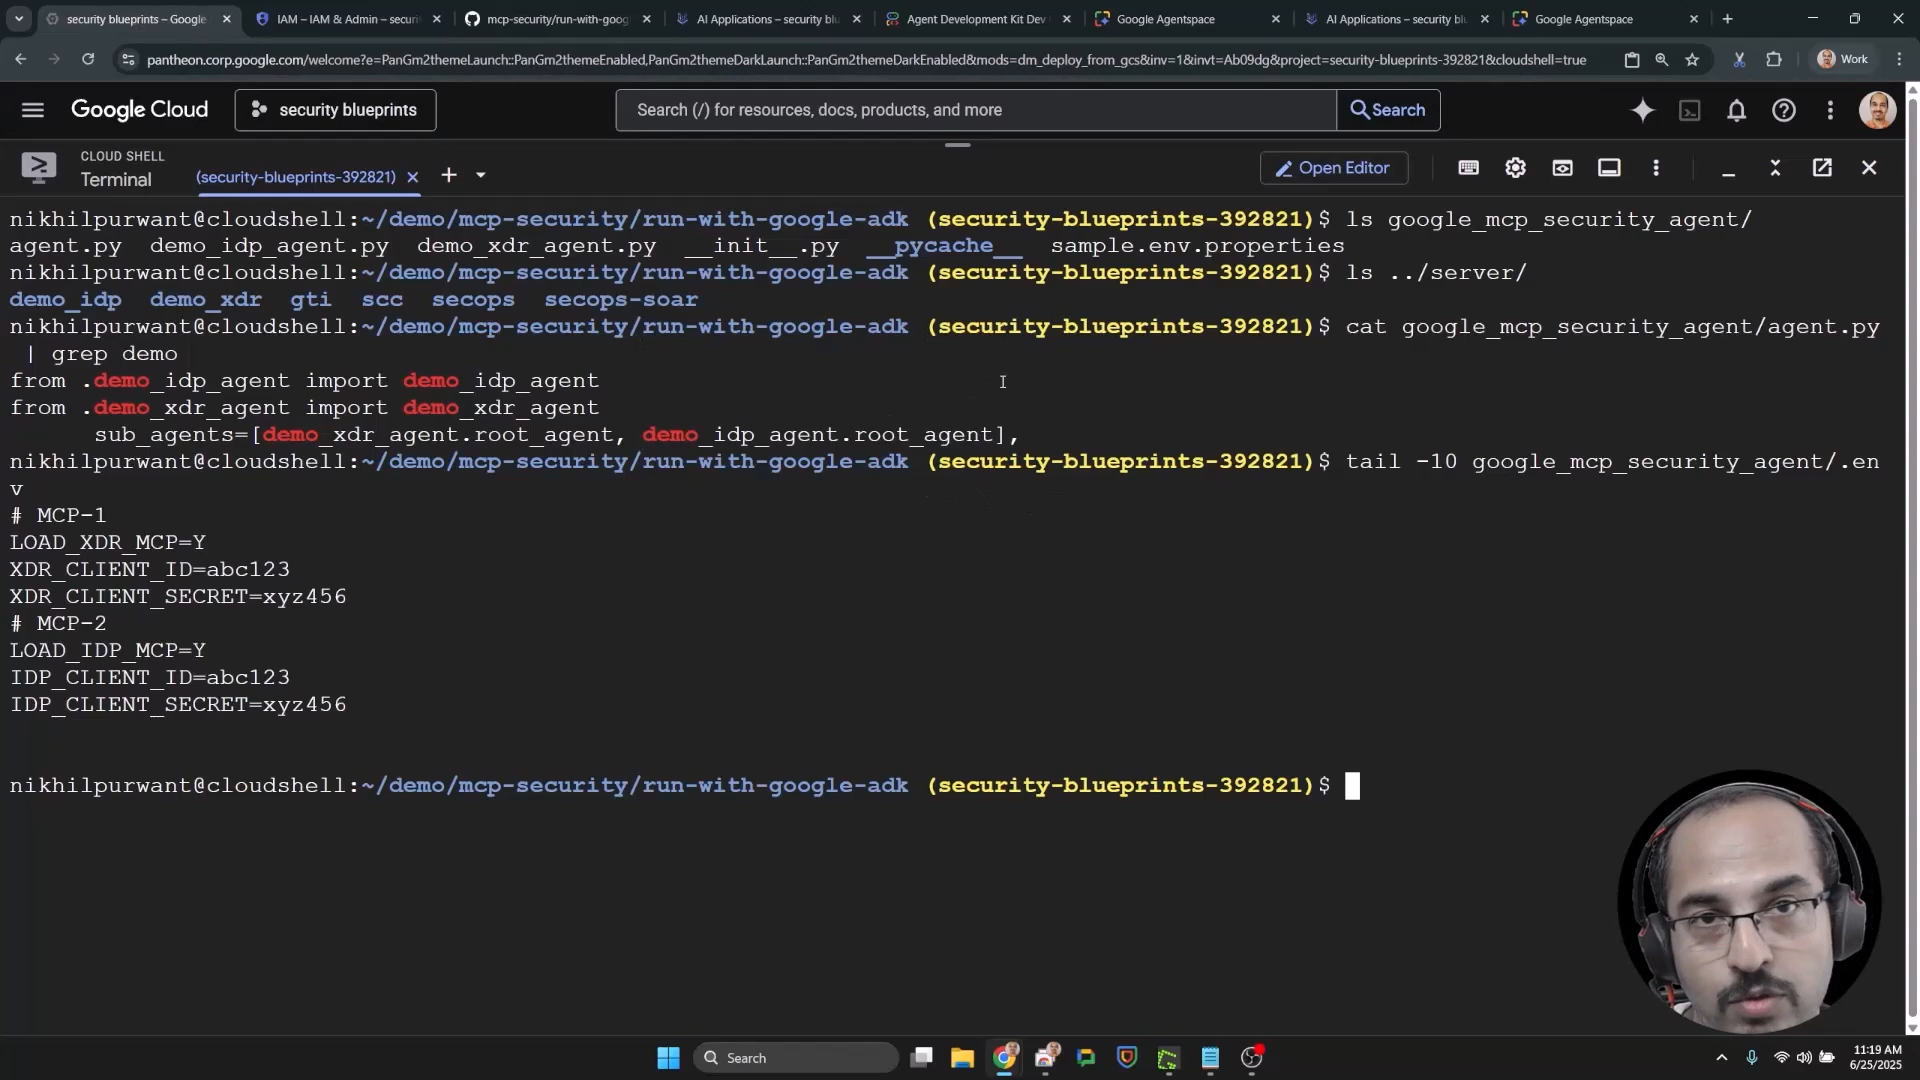 security blueprints – Google
IAM – IAM & Admin – securi
mcp-security/run-with-goog
AI Applications – security blu
Agent Development Kit Dev
Google Agentspace
AI Applications – security bl
Google Agentspace
pantheon.corp.google.com/welcome?e=PanGm2themeLaunch::PanGm2themeEnabled,PanGm2themeDarkLaunch::PanGm2themeDarkEnabled&mods=dm_deploy_from_gcs&inv=1&invt=Ab09dg&project=security-blueprints-392821&cloudshell=true
Work
Google Cloud
security blueprints
Search (/) for resources, docs, products, and more
Search
CLOUD SHELL
Terminal
(security-blueprints-392821)
Open Editor
nikhilpurwant@cloudshell:~/demo/mcp-security/run-with-google-adk (security-blueprints-392821)$ ls google_mcp_security_agent/
agent.py  demo_idp_agent.py  demo_xdr_agent.py  __init__.py  __pycache__  sample.env.properties
nikhilpurwant@cloudshell:~/demo/mcp-security/run-with-google-adk (security-blueprints-392821)$ ls ../server/
demo_idp  demo_xdr  gti  scc  secops  secops-soar
nikhilpurwant@cloudshell:~/demo/mcp-security/run-with-google-adk (security-blueprints-392821)$ cat google_mcp_security_agent/agent.py
| grep demo
from .demo_idp_agent import demo_idp_agent
from .demo_xdr_agent import demo_xdr_agent
sub_agents=[demo_xdr_agent.root_agent, demo_idp_agent.root_agent],
nikhilpurwant@cloudshell:~/demo/mcp-security/run-with-google-adk (security-blueprints-392821)$ tail -10 google_mcp_security_agent/.en
v
# MCP-1
LOAD_XDR_MCP=Y
XDR_CLIENT_ID=abc123
XDR_CLIENT_SECRET=xyz456
# MCP-2
LOAD_IDP_MCP=Y
IDP_CLIENT_ID=abc123
IDP_CLIENT_SECRET=xyz456
nikhilpurwant@cloudshell:~/demo/mcp-security/run-with-google-adk (security-blueprints-392821)$
Search
11:19 AM
6/25/2025